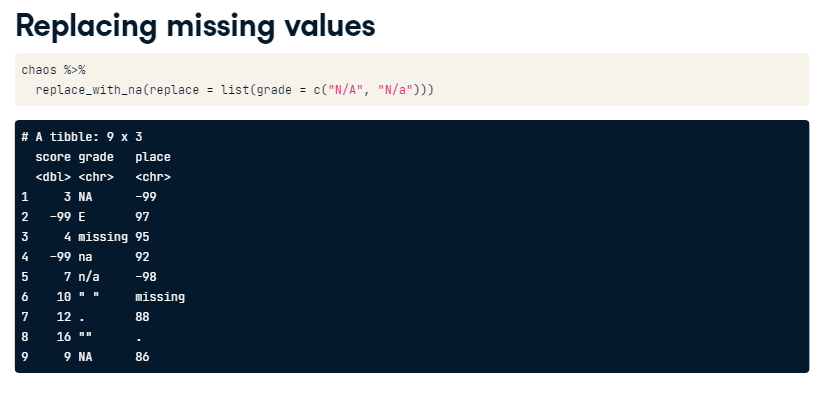 Replacing missing values
chaos %>%
  replace_with_na(replace = list(grade = c("N/A", "N/a")))
# A tibble: 9 x 3
  score grade   place
  <dbl> <chr>   <chr>
1     3 NA      -99
2   -99 E       97
3     4 missing 95
4   -99 na      92
5     7 n/a     -98
6    10 " "     missing
7    12 .       88
8    16 ""      .
9     9 NA      86